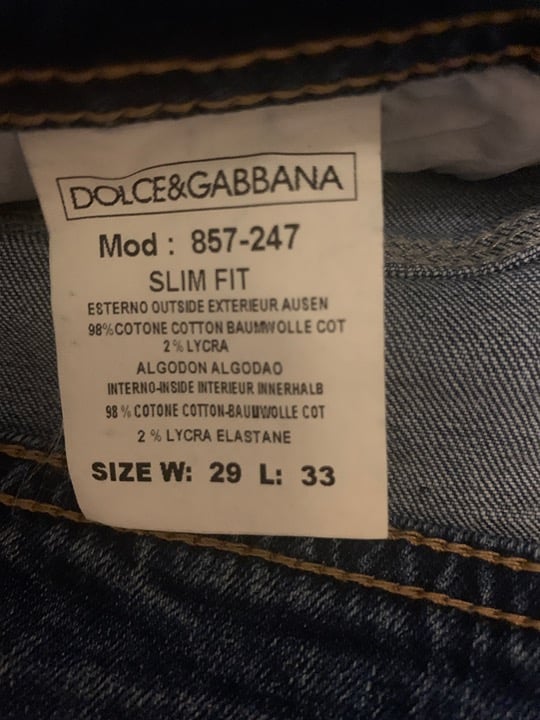 DOLCE&GABBANA
Mod : 857-247
SLIM FIT
ESTERNO OUTSIDE EXTERIEUR AUSEN
98%COTONE COTTON BAUMWOLLE COT
2%LYCRA
ALGODON ALGODAO
INTERNO-INSIDE INTERIEUR INNERHALB
98 % COTONE COTTON-BAUWOLLE COT
2 % LYCRA ELASTANE
SIZE W: 29 L: 33